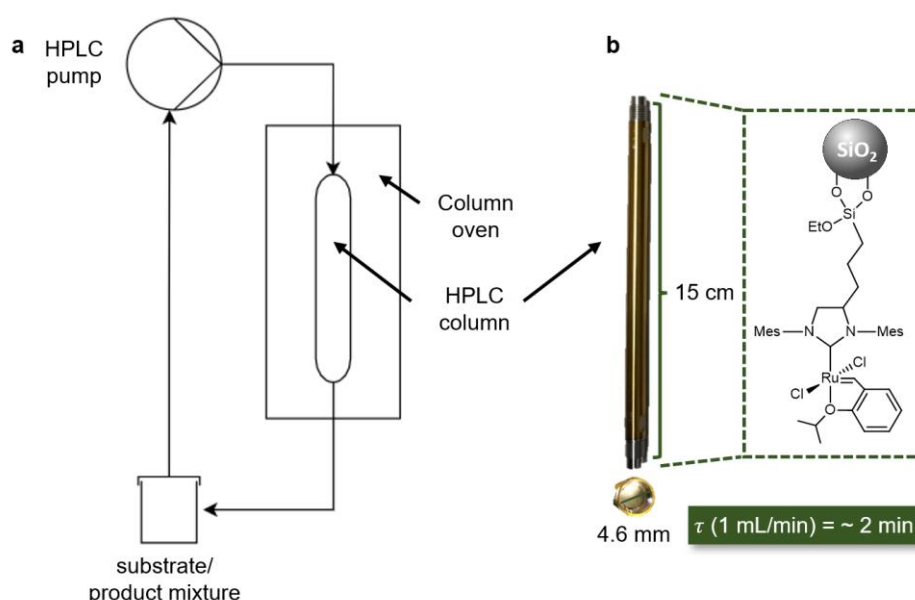 a
HPLC
pump
Column
oven
HPLC
column
substrate/
product mixture
b
15 cm
4.6 mm
SiO2
O
O
Si
EtO
Mes
N
N
Mes
Cl
Ru
Cl
O
τ (1 mL/min) = ~ 2 min